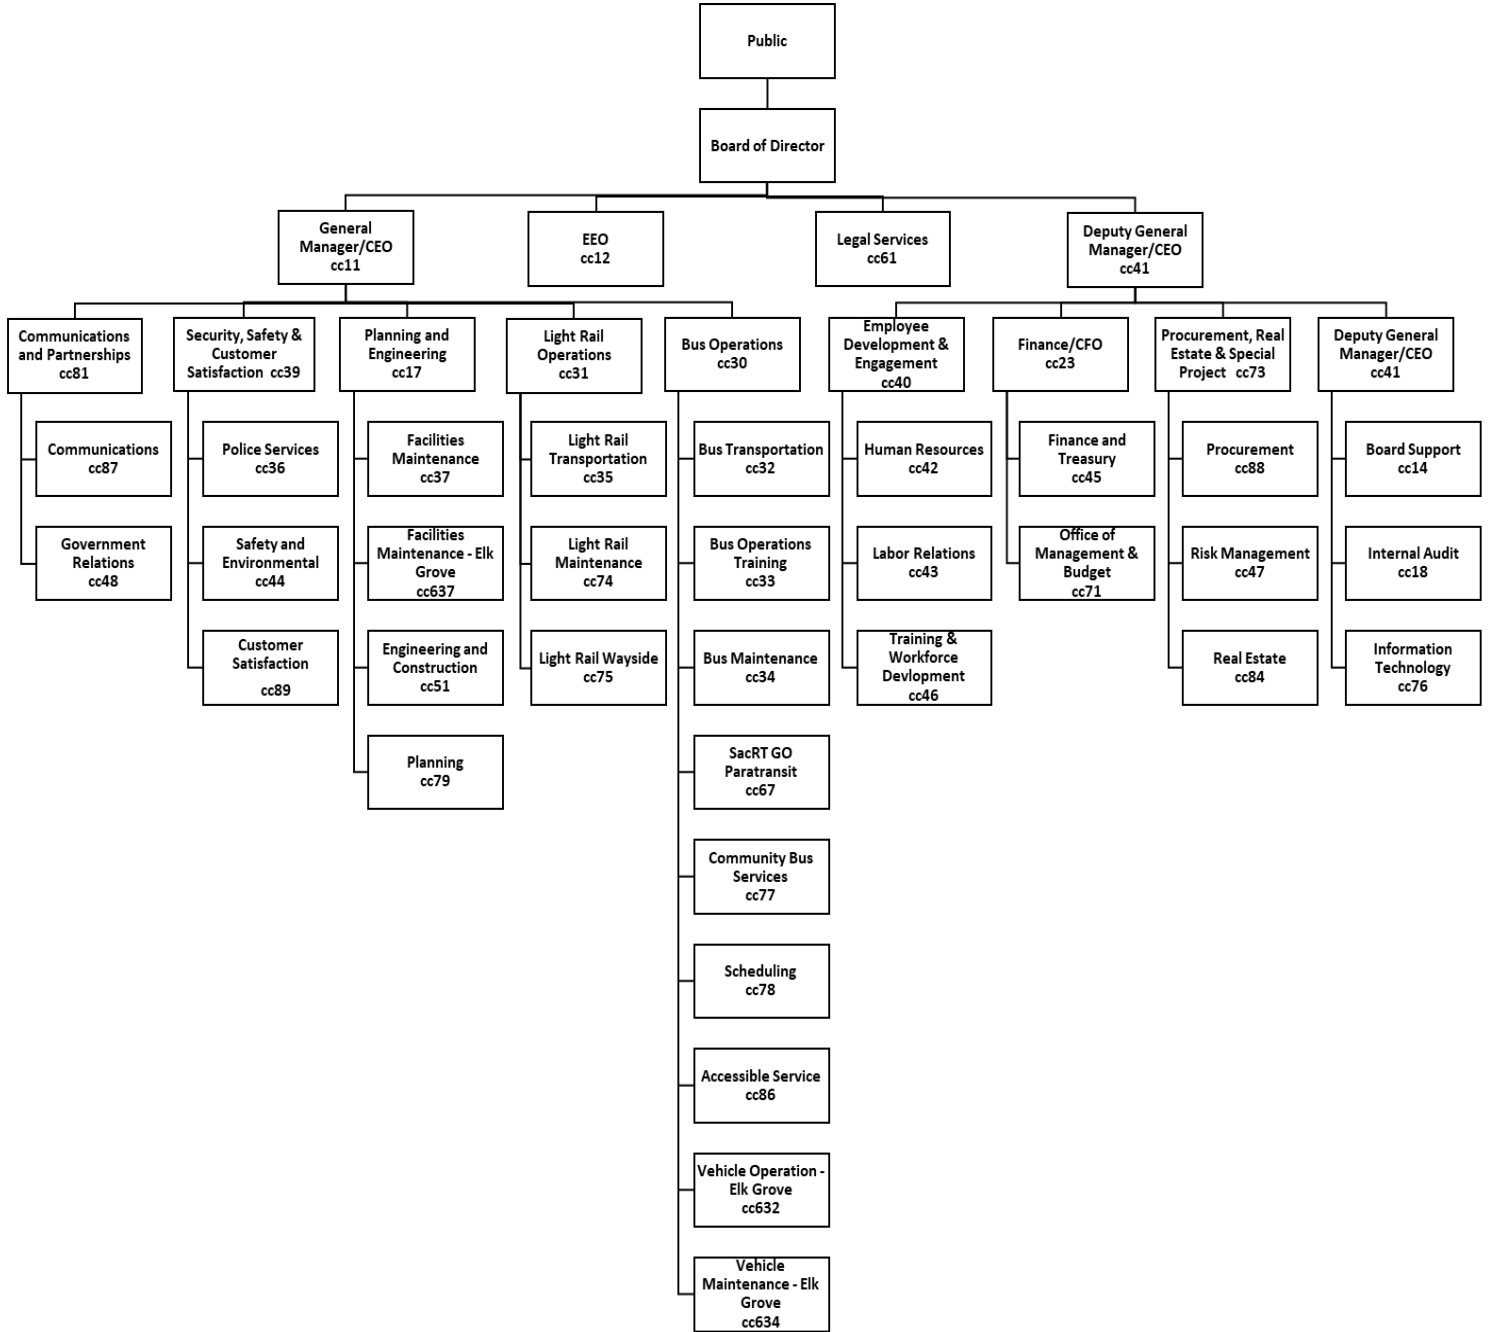 Public
Board of Director
General
Manager/CEO
cc11
EEO
cc12
Legal Services
cc61
Deputy General
Manager/CEO
cc41
Communications
and Partnerships
cc81
Security, Safety &
Customer
Satisfaction cc39
Planning and
Engineering
cc17
Light Rail
Operations
cc31
Bus Operations
cc30
Employee
Development &
Engagement
cc40
Finance/CFO
cc23
Procurement, Real
Estate & Special
Project cc73
Deputy General
Manager/CEO
cc41
Communications
cc87
Police Services
cc36
Facilities
Maintenance
cc37
Light Rail
Transportation
cc35
Bus Transportation
cc32
Human Resources
cc42
Finance and
Treasury
cc45
Procurement
cc88
Board Support
cc14
Government
Relations
cc48
Safety and
Environmental
cc44
Facilities
Maintenance - Elk
Grove
cc637
Light Rail
Maintenance
cc74
Bus Operations
Training
cc33
Labor Relations
cc43
Office of
Management &
Budget
cc71
Risk Management
cc47
Internal Audit
cc18
Customer
Satisfaction
cc89
Engineering and
Construction
cc51
Light Rail Wayside
cc75
Bus Maintenance
cc34
Training &
Workforce
Devlopment
cc46
Real Estate
cc84
Information
Technology
cc76
Planning
cc79
SacRT GO
Paratransit
cc67
Community Bus
Services
cc77
Scheduling
cc78
Accessible Service
cc86
Vehicle Operation -
Elk Grove
cc632
Vehicle
Maintenance - Elk
Grove
cc634